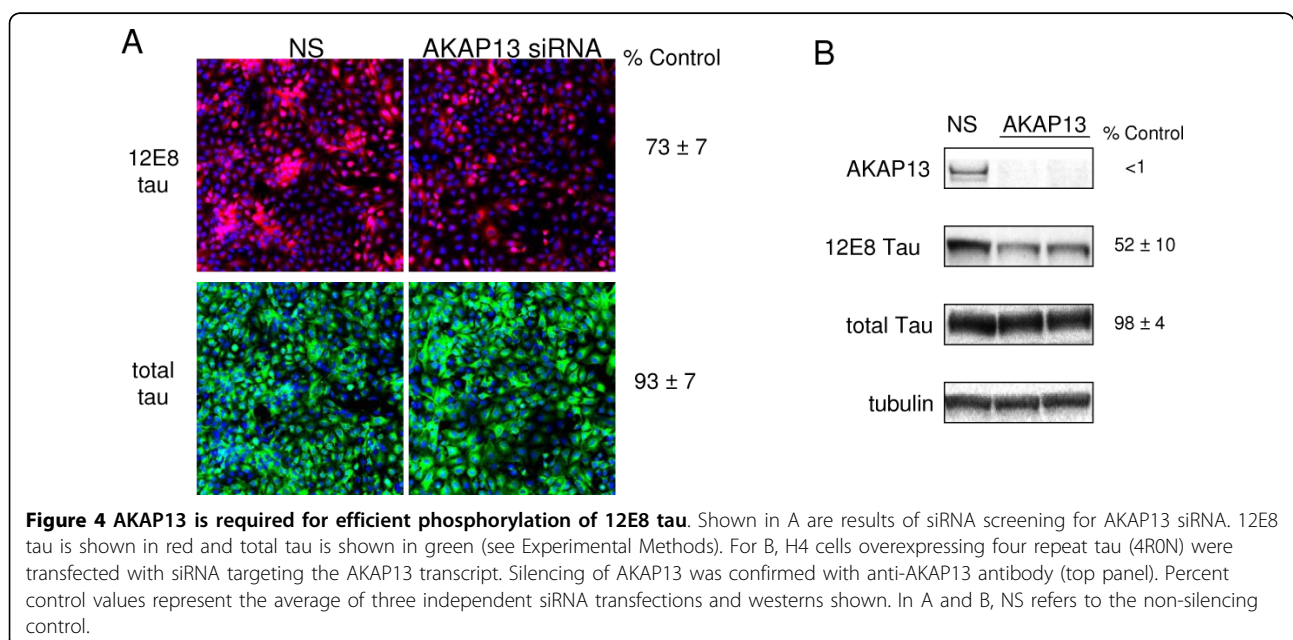 A
NS AKAP13 siRNA
% Control
12E8
tau
73 ± 7
total
tau
93 ± 7
B
NS AKAP13
% Control
AKAP13 <1
12E8 Tau 52 ± 10
total Tau 98 ± 4
tubulin
Figure 4 AKAP13 is required for efficient phosphorylation of 12E8 tau. Shown in A are results of siRNA screening for AKAP13 siRNA. 12E8
tau is shown in red and total tau is shown in green (see Experimental Methods). For B, H4 cells overexpressing four repeat tau (4R0N) were
transfected with siRNA targeting the AKAP13 transcript. Silencing of AKAP13 was confirmed with anti-AKAP13 antibody (top panel). Percent
control values represent the average of three independent siRNA transfections and westerns shown. In A and B, NS refers to the non-silencing
control.